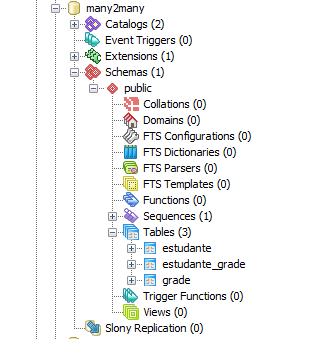 many2many
Catalogs (2)
Event Triggers (0)
Extensions (1)
Schemas (1)
public
Collations (0)
Domains (0)
FTS Configurations (0)
FTS Dictionaries (0)
FTS Parsers (0)
FTS Templates (0)
Functions (0)
Sequences (1)
Tables (3)
estudante
estudante_grade
grade
Trigger Functions (0)
Views (0)
Slony Replication (0)